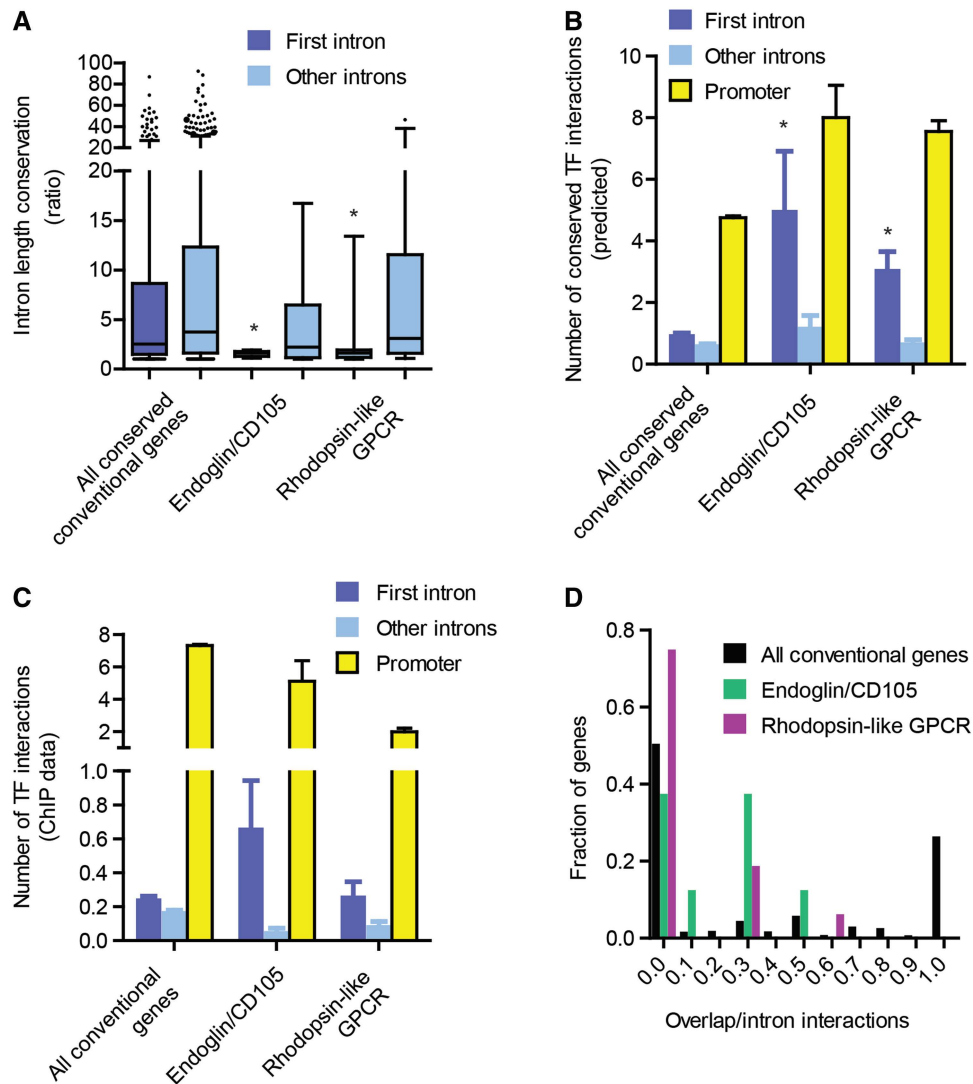 A
First intron
Other introns
Intron length conservation
(ratio)
100
80
60
40
20
20
15
10
5
0
*
*
All conserved
conventional genes
Endoglin/CD105
Rhodopsin-like
GPCR
B
First intron
Other introns
Promoter
Number of conserved TF interactions
(predicted)
10
8
6
4
2
0
*
*
All conserved
conventional genes
Endoglin/CD105
Rhodopsin-like
GPCR
C
First intron
Other introns
Promoter
Number of TF interactions
(ChIP data)
8
6
4
2
1.0
0.8
0.6
0.4
0.2
0.0
All conventional
genes
Endoglin/CD105
Rhodopsin-like
GPCR
D
All conventional genes
Endoglin/CD105
Rhodopsin-like GPCR
Fraction of genes
0.8
0.6
0.4
0.2
0.0
0.0 0.1 0.2 0.3 0.4 0.5 0.6 0.7 0.8 0.9 1.0
Overlap/intron interactions